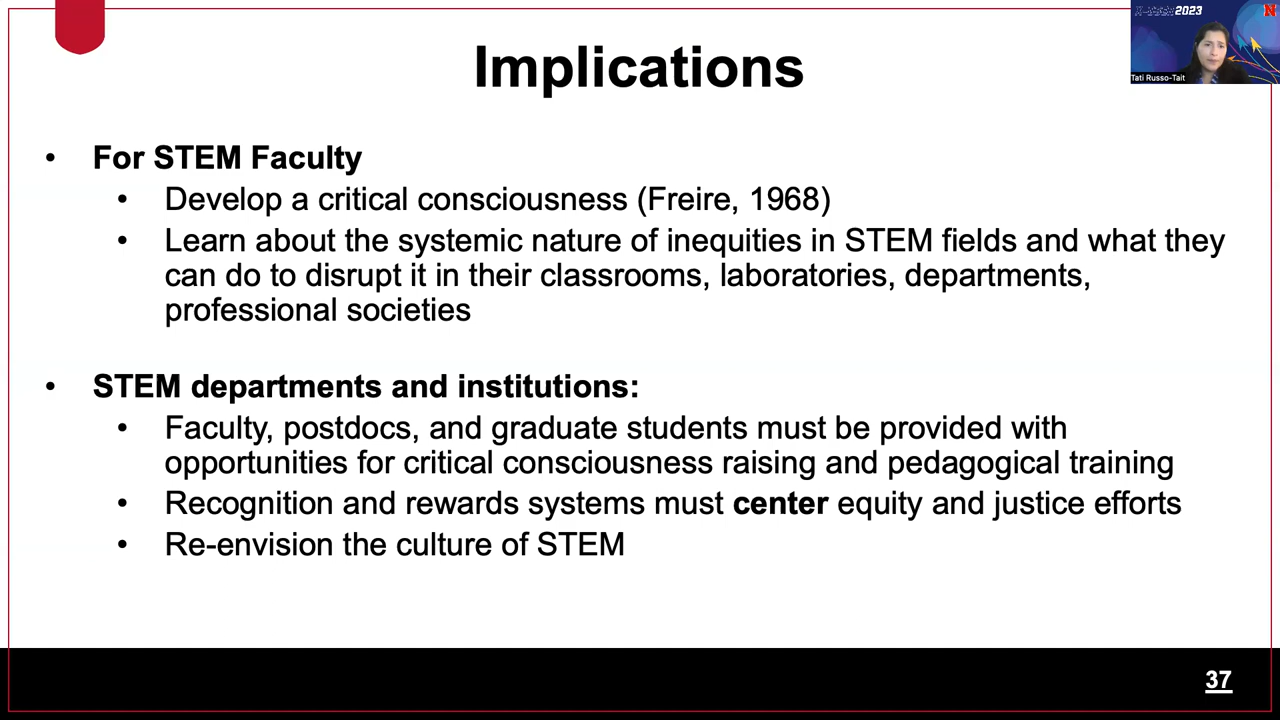 X-DBER 2023
N
Tati Russo-Tait
Implications
• For STEM Faculty
• Develop a critical consciousness (Freire, 1968)
• Learn about the systemic nature of inequities in STEM fields and what they
can do to disrupt it in their classrooms, laboratories, departments,
professional societies
• STEM departments and institutions:
• Faculty, postdocs, and graduate students must be provided with
opportunities for critical consciousness raising and pedagogical training
• Recognition and rewards systems must center equity and justice efforts
• Re-envision the culture of STEM
37